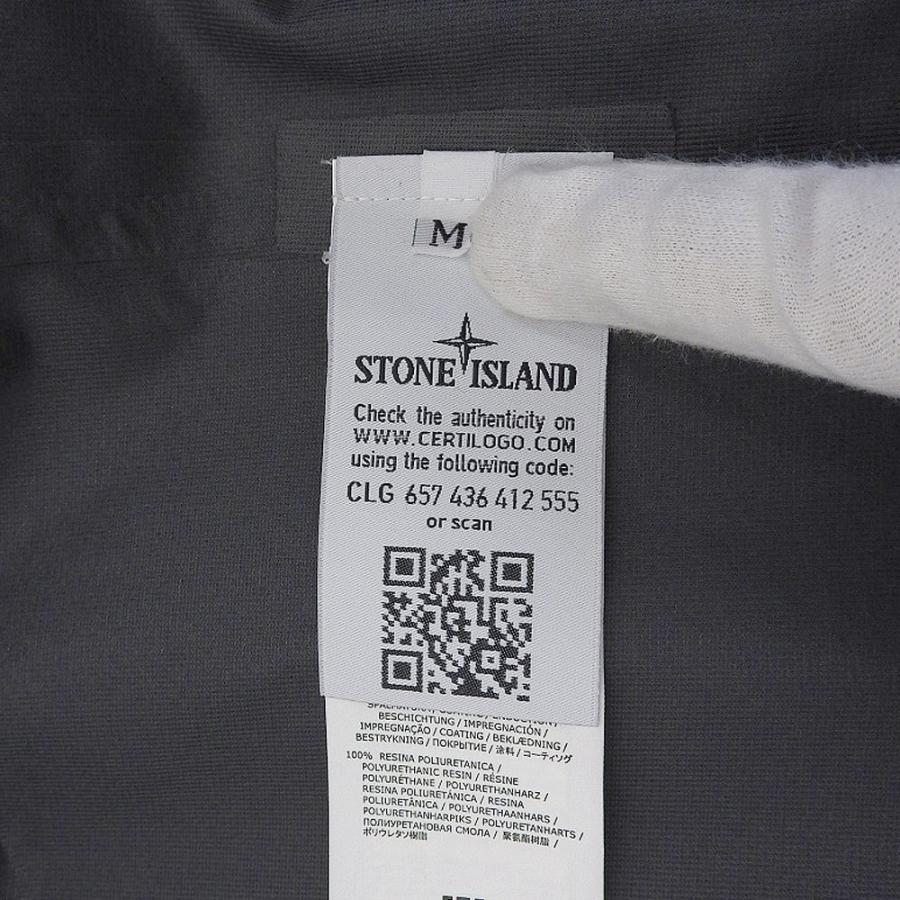 M
STONE ISLAND
Check the authenticity on
WWW.CERTILOGO.COM
using the following code:
CLG 657 436 412 555
or scan
BESCHICHTUNG / IMPREGNACIÓN /
IMPREGNAÇÃO / COATING / BEKLÆDNING /
BESTRYKNING / ПОКРЫТИЕ / 涂料 / コーティング
100% RESINA POLIURETANICA /
POLYURETHANIC RESIN / RÉSINE
POLYURÉTHANE / POLYURETHANHARZ /
RESINA POLIURETÁNICA / RESINA
POLIURETÂNICA / POLYURETHAANHARS /
POLYURETHANHARPIKS / POLYURETANHARTS /
ПОЛИУРЕТАНОВАЯ СМОЛА / 聚氨酯树脂 /
ポリウレタン樹脂